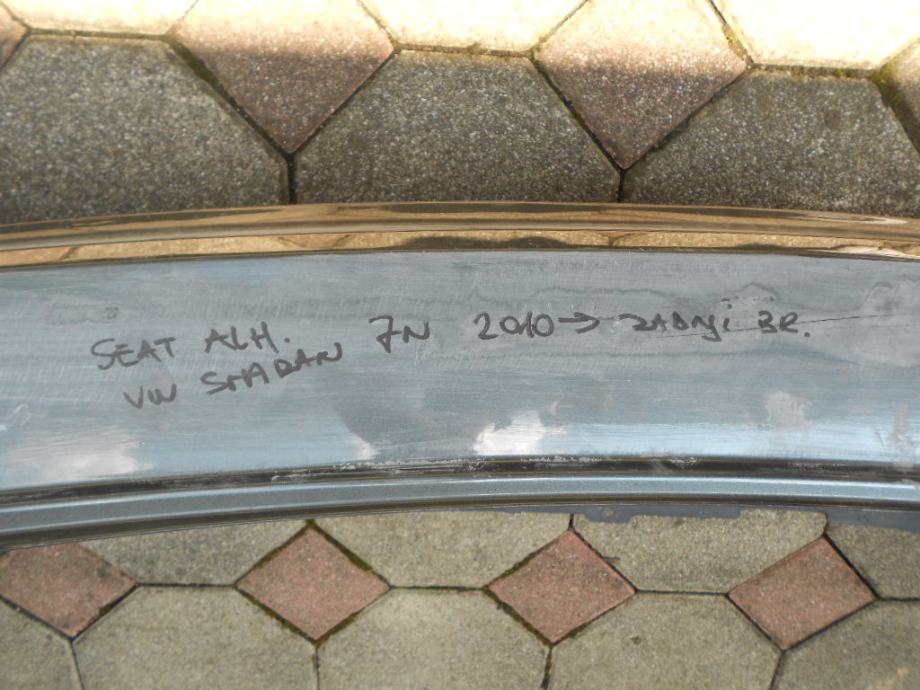 SEAT ALH. 7N 2010→ ZADNJI BR.
VW SHARAN